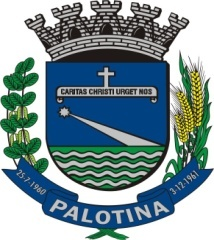 CARITAS CHRISTI URGET NOS
25-7-1960
PALOTINA
3-12-1961